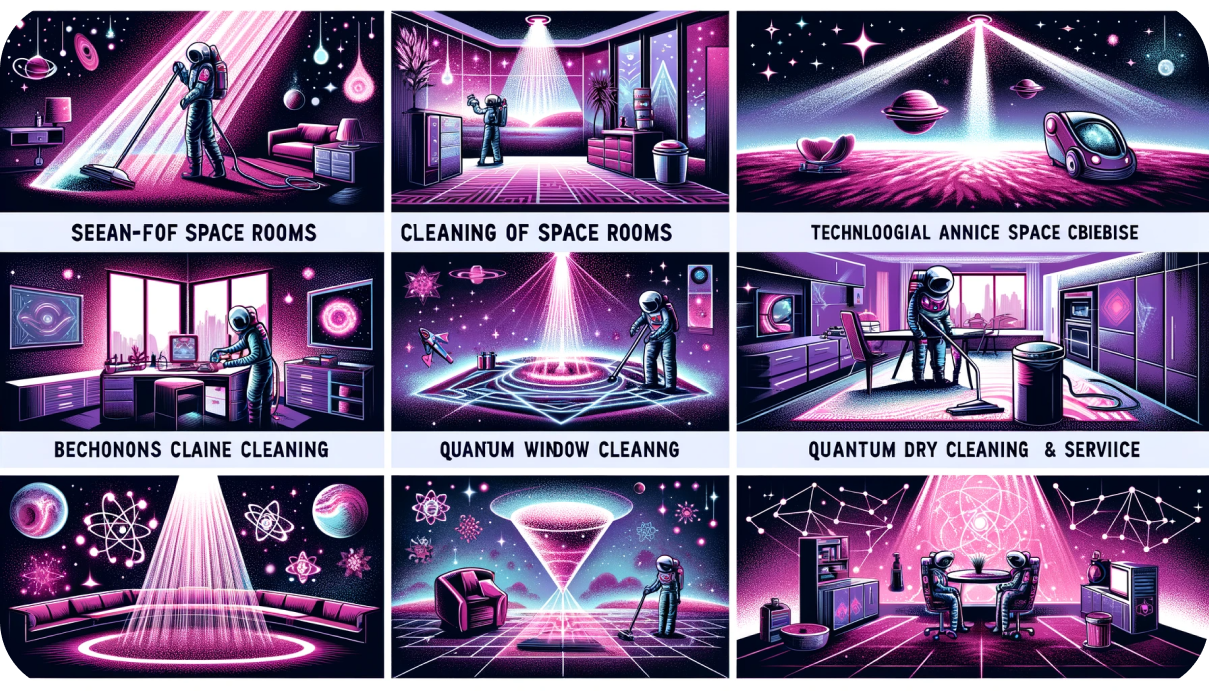 SEEAN-FOF SPACE ROOMS
CLEANING OF SPACE ROOMS
TECHNLOOGIAL ANNICE SPACE CBIEBISE
BECHONONS CLAINE CLEANING
QUANTUM WINDOW CLEANNG
QUANTUM DRY CLEANING & SERVIICE